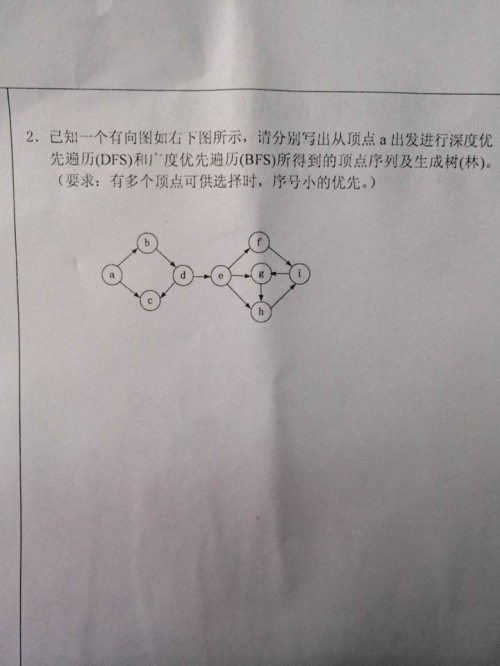 2. 已知一个有向图如右下图所示，请分别写出从顶点 a 出发进行深度优
先遍历(DFS)和广度优先遍历(BFS)所得到的顶点序列及生成树(林)。
（要求：有多个顶点可供选择时，序号小的优先。）
b
f
a
d
e
g
i
c
h